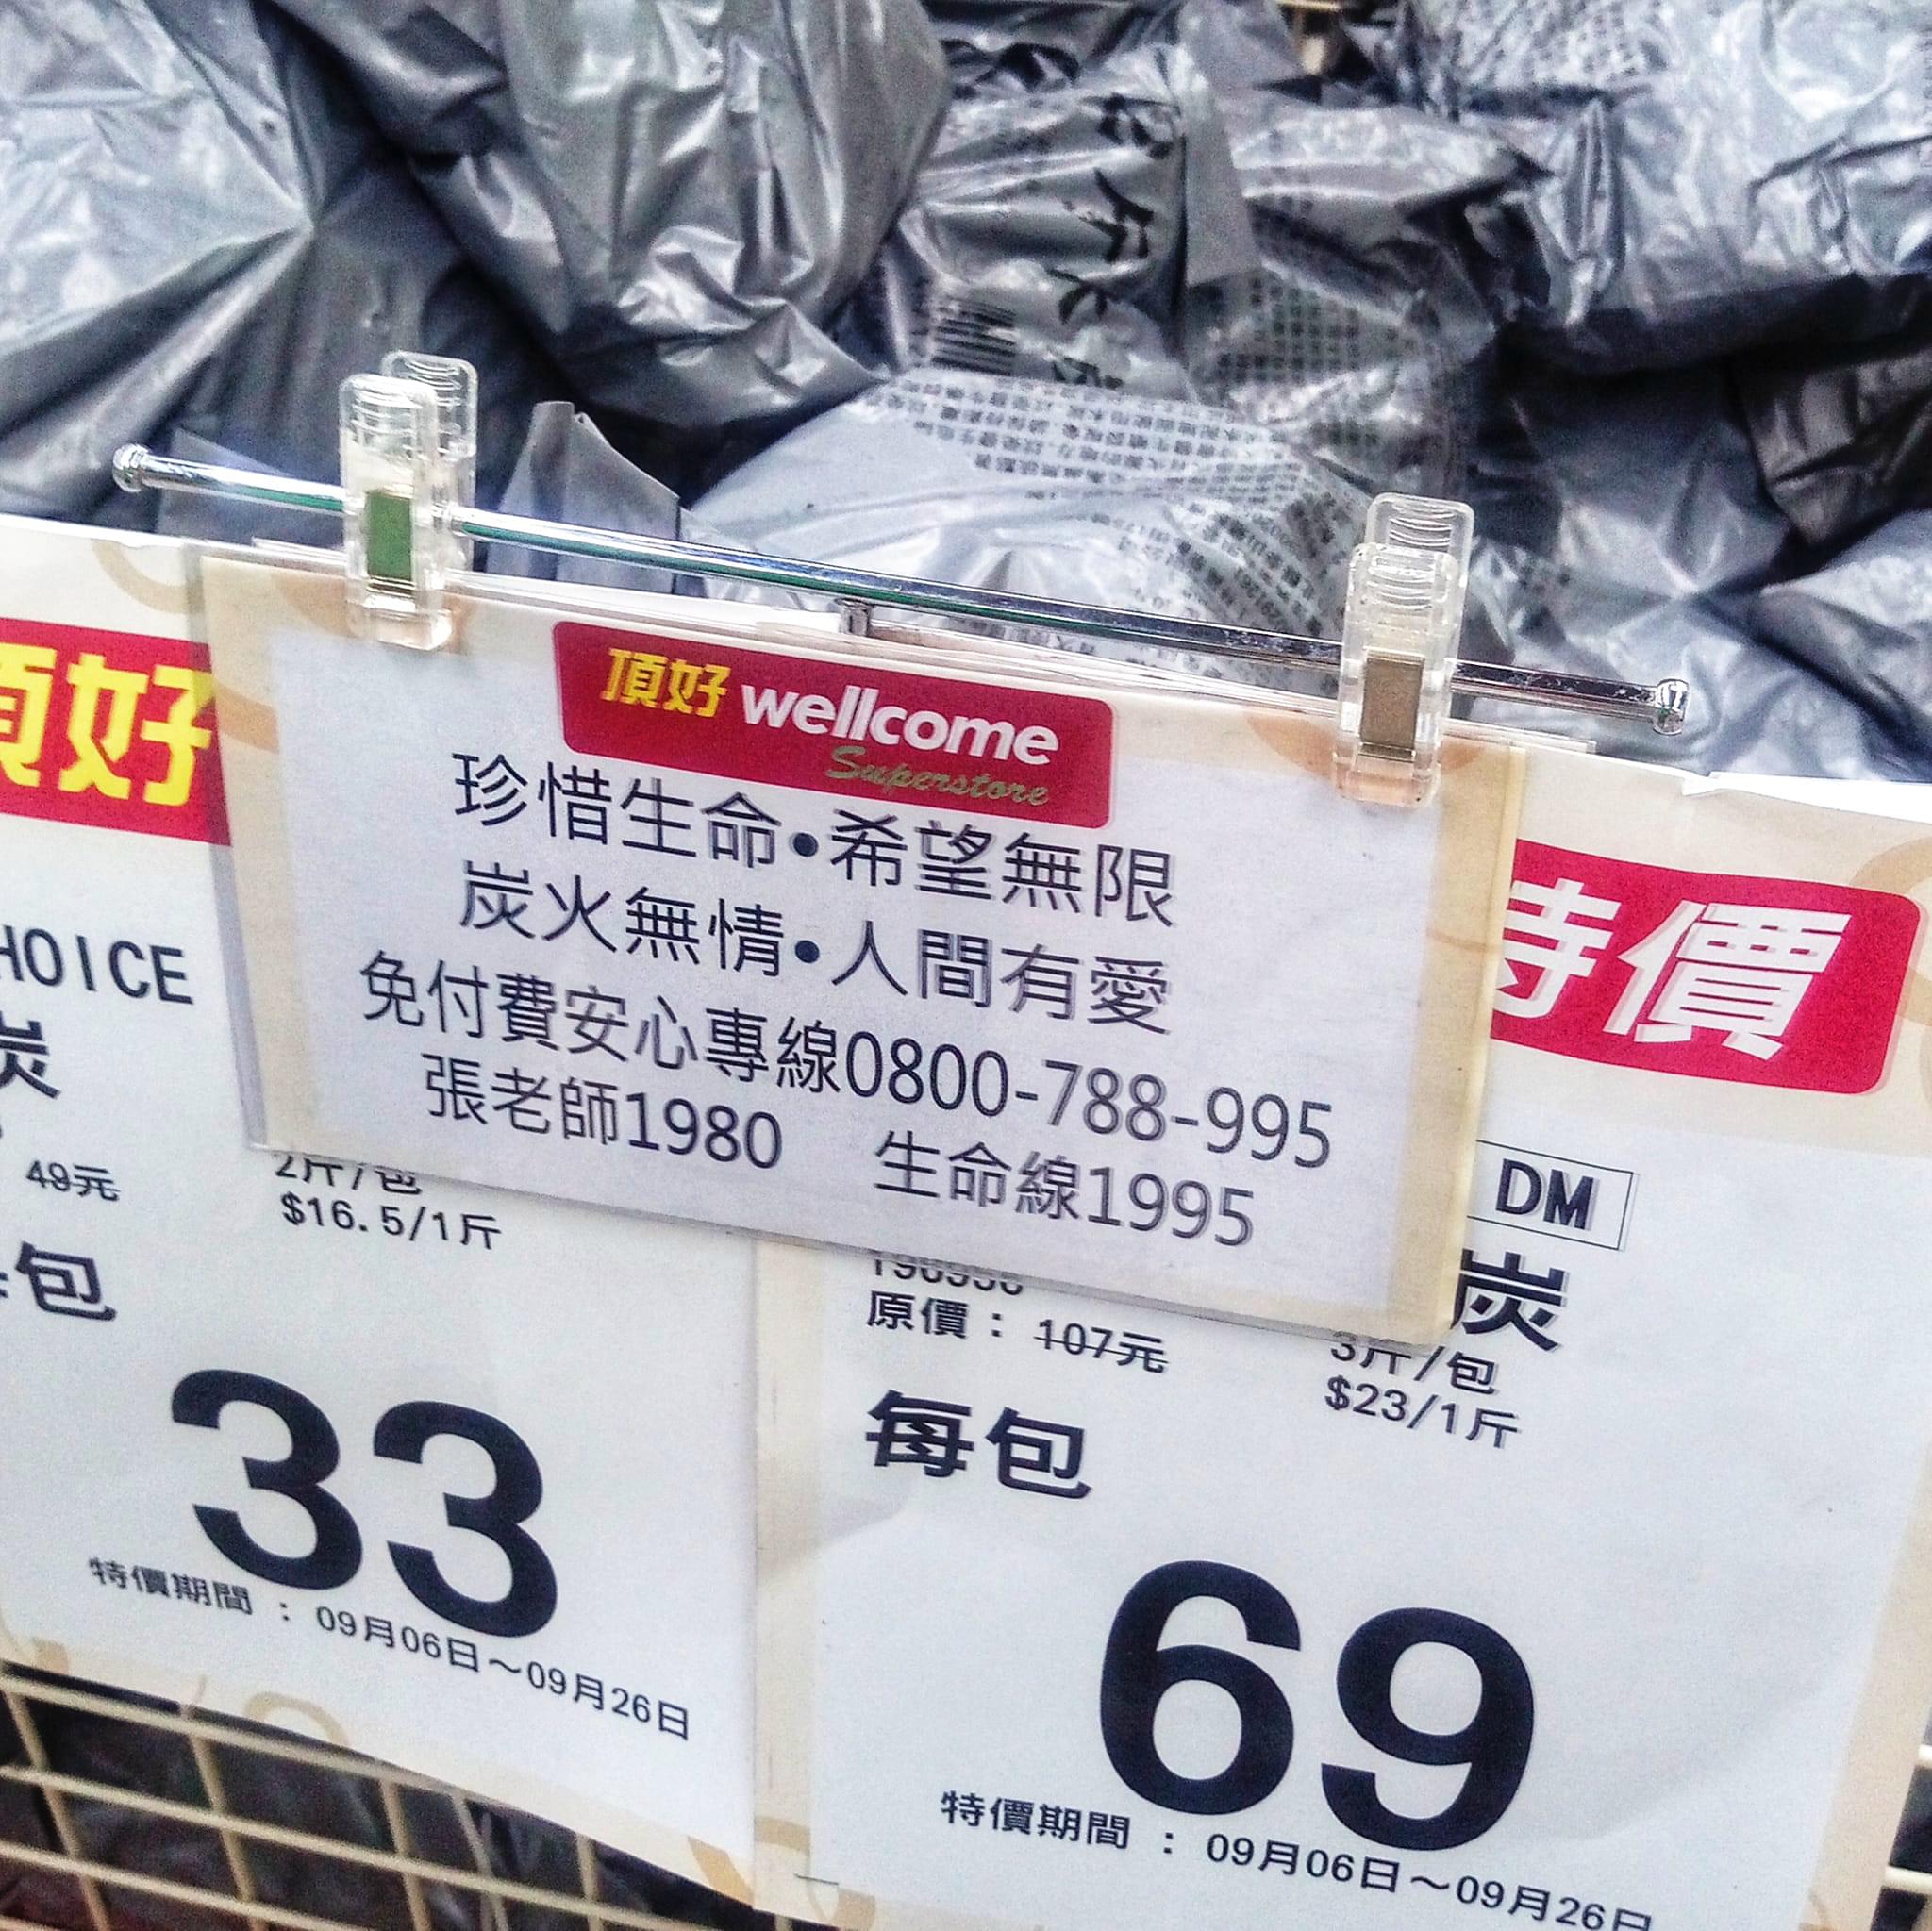 頂好 wellcome
Superstore
珍惜生命•希望無限
炭火無情•人間有愛
免付費安心專線0800-788-995
張老師1980 生命線1995
頂好
HOICE
炭
49元
2斤/包
$16.5/1斤
包
33
特價期間 : 09月06日~09月26日
特價
DM
炭
原價: 107元
3斤/包
$23/1斤
每包
69
特價期間 : 09月06日~09月26日